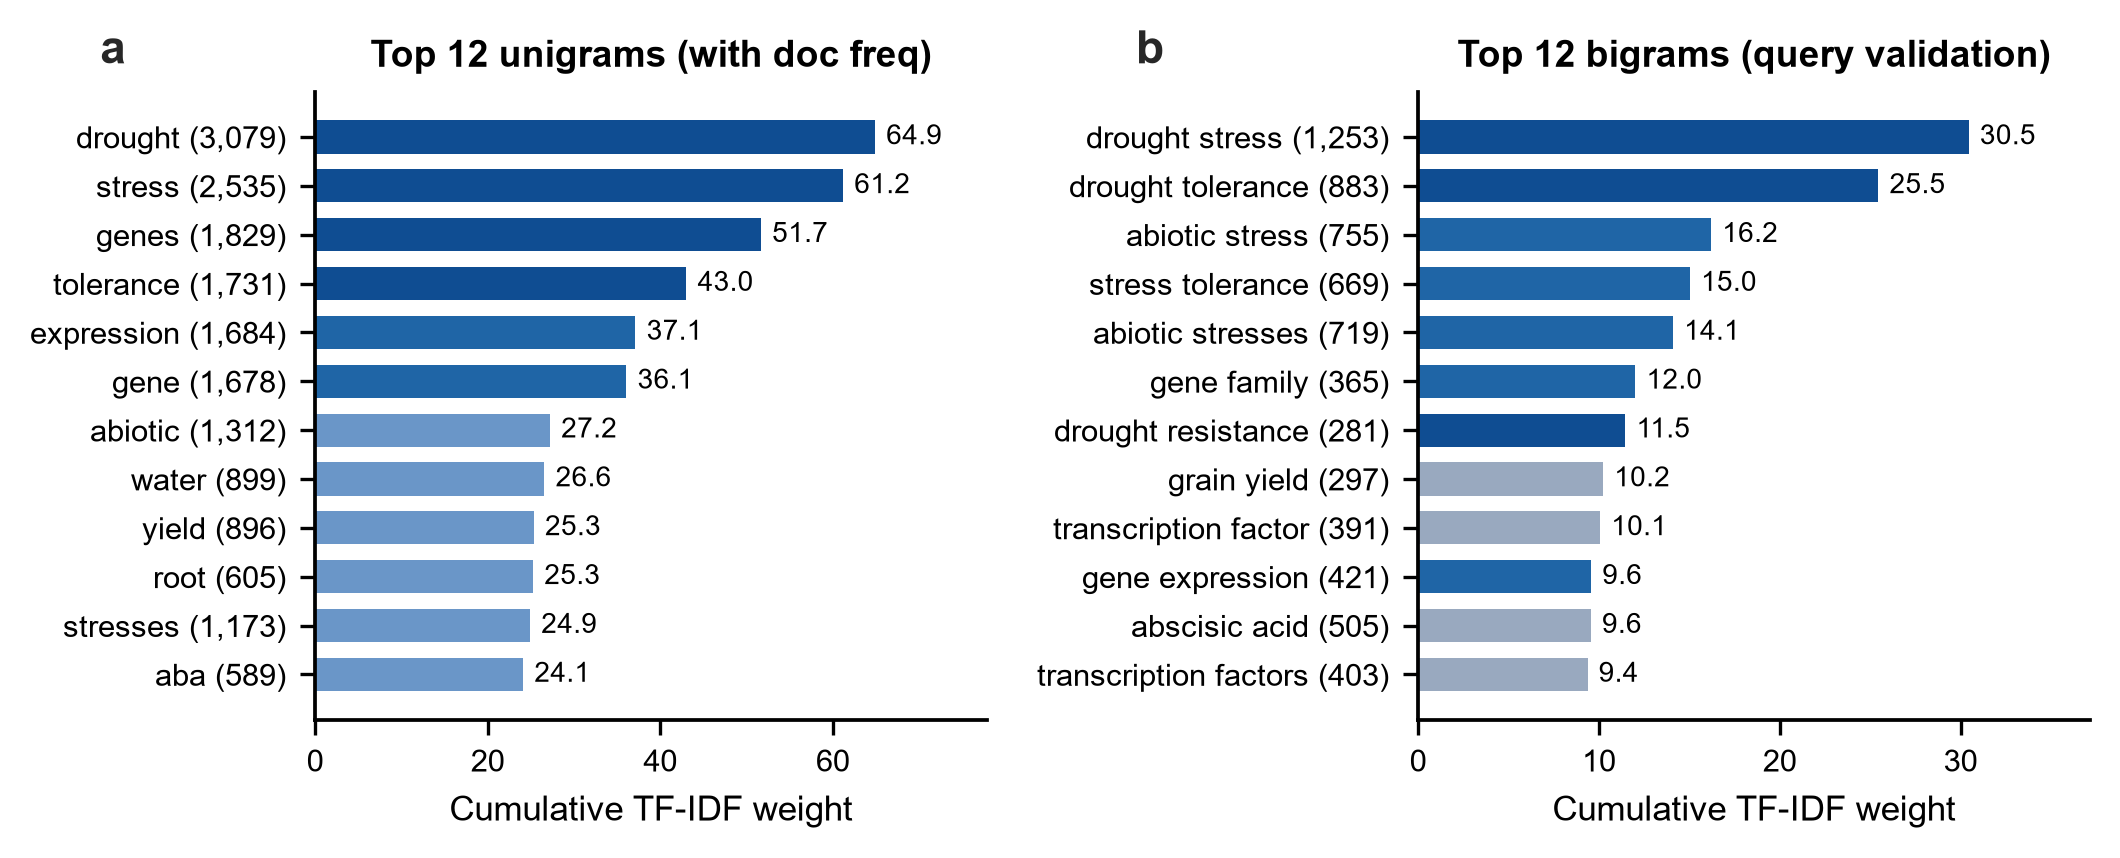 a
Top 12 unigrams (with doc freq)
drought (3,079) 64.9
stress (2,535) 61.2
genes (1,829) 51.7
tolerance (1,731) 43.0
expression (1,684) 37.1
gene (1,678) 36.1
abiotic (1,312) 27.2
water (899) 26.6
yield (896) 25.3
root (605) 25.3
stresses (1,173) 24.9
aba (589) 24.1
0 20 40 60
Cumulative TF-IDF weight
b
Top 12 bigrams (query validation)
drought stress (1,253) 30.5
drought tolerance (883) 25.5
abiotic stress (755) 16.2
stress tolerance (669) 15.0
abiotic stresses (719) 14.1
gene family (365) 12.0
drought resistance (281) 11.5
grain yield (297) 10.2
transcription factor (391) 10.1
gene expression (421) 9.6
abscisic acid (505) 9.6
transcription factors (403) 9.4
0 10 20 30
Cumulative TF-IDF weight